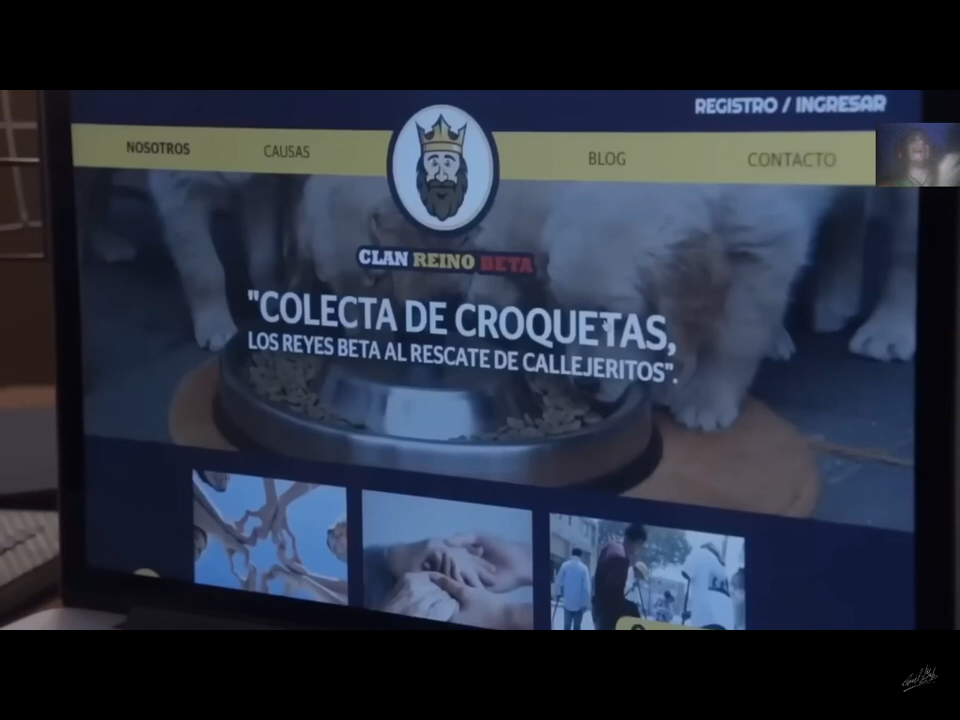 REGISTRO / INGRESAR
NOSOTROS CAUSAS BLOG CONTACTO
CLAN REINO BETA
"COLECTA DE CROQUETAS,
LOS REYES BETA AL RESCATE DE CALLEJERITOS".